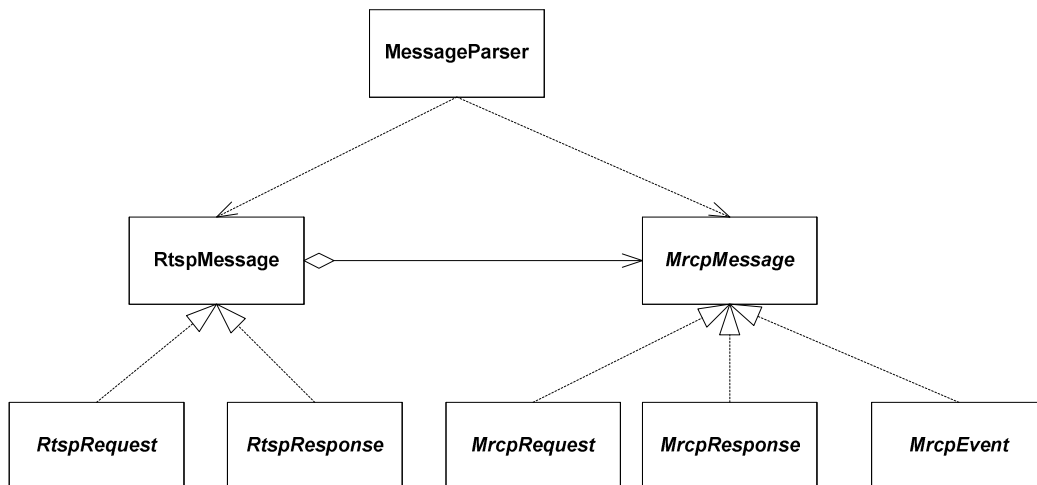 MessageParser
RtspMessage
MrcpMessage
RtspRequest
RtspResponse
MrcpRequest
MrcpResponse
MrcpEvent